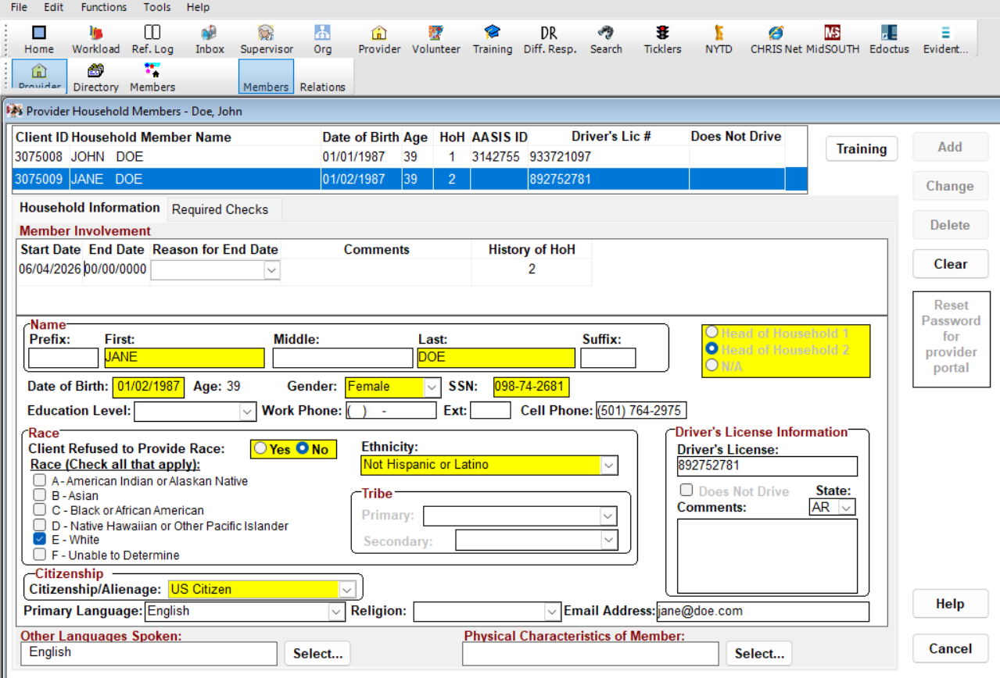 File Edit Functions Tools Help
Home Workload Ref. Log Inbox Supervisor Org Provider Volunteer Training Diff. Resp. Search Ticklers NYTD CHRIS Net MidSOUTH Edoctus Evident...
DR
MS
Provider Directory Members Members Relations
Provider Household Members - Doe, John
Client ID Household Member Name Date of Birth Age HoH AASIS ID Driver's Lic # Does Not Drive
3075008 JOHN DOE 01/01/1987 39 1 3142755 933721097
3075009 JANE DOE 01/02/1987 39 2 892752781
Training
Add
Change
Delete
Clear
Reset
Password
for
provider
portal
Household Information Required Checks
Member Involvement
Start Date End Date Reason for End Date Comments History of HoH
06/04/2026 00/00/0000 2
Name
Prefix: First: Middle: Last: Suffix:
JANE DOE
Head of Household 1
Head of Household 2
N/A
Date of Birth: 01/02/1987 Age: 39 Gender: Female SSN: 098-74-2681
Education Level: Work Phone: ( ) - Ext: Cell Phone: (501) 764-2975
Race
Client Refused to Provide Race: Yes No
Race (Check all that apply):
A - American Indian or Alaskan Native
B - Asian
C - Black or African American
D - Native Hawaiian or Other Pacific Islander
E - White
F - Unable to Determine
Ethnicity:
Not Hispanic or Latino
Tribe
Primary:
Secondary:
Driver's License Information
Driver's License:
892752781
Does Not Drive State:
Comments: AR
Citizenship
Citizenship/Alienage: US Citizen
Primary Language: English Religion: Email Address: jane@doe.com
Other Languages Spoken: Physical Characteristics of Member:
English Select... Select...
Help
Cancel